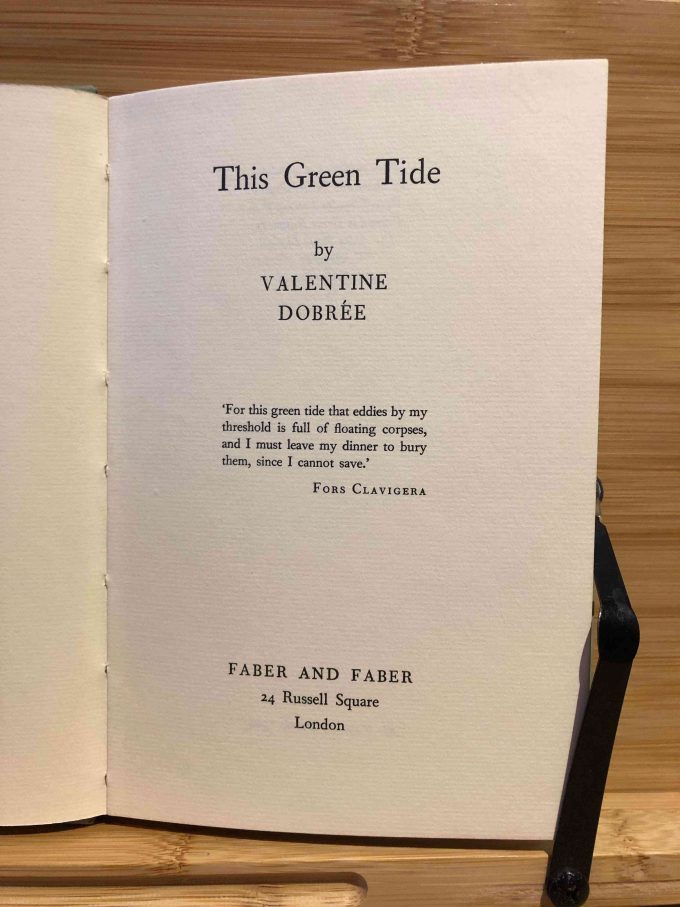 This Green Tide
by
VALENTINE
DOBRÉE
‘For this green tide that eddies by my
threshold is full of floating corpses,
and I must leave my dinner to bury
them, since I cannot save.’
FORS CLAVIGERA
FABER AND FABER
24 Russell Square
London